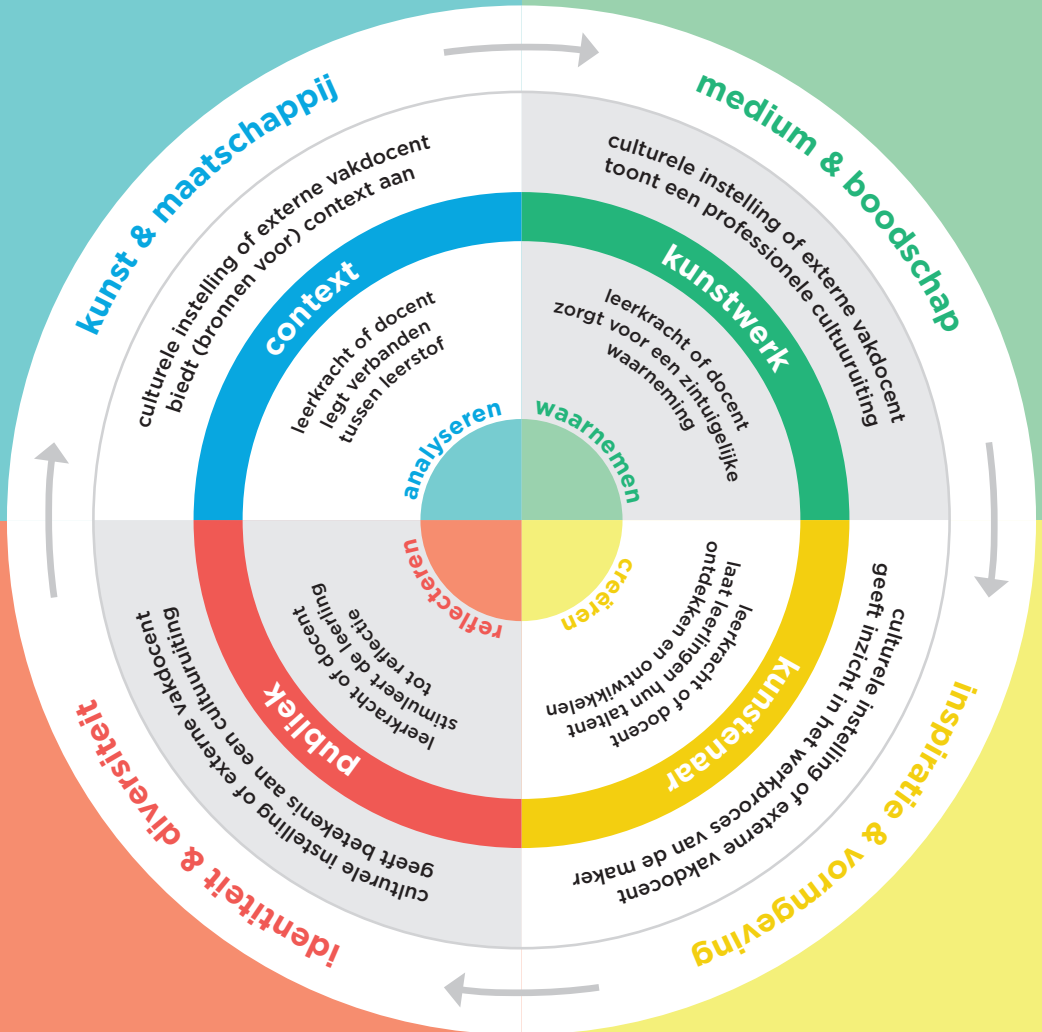 kunst & maatschappij
culturele instelling of externe vakdocent
biedt (bronnen voor) context aan
context
leerkracht of docent
legt verbanden
tussen leerstof
analyseren
medium & boodschap
culturele instelling of externe vakdocent
toont een professionele cultuuruiting
kunstwerk
leerkracht of docent
zorgt voor een zintuigelijke
waarneming
waarnemen
inspiratie & vormgeving
culturele instelling of externe vakdocent
geeft inzicht in het werkproces van de maker
kunstenaar
leerkracht of docent
laat leerlingen hun taltent
ontdekken en ontwikkelen
creëren
identiteit & diversiteit
culturele instelling of externe vakdocent
geeft betekenis aan een cultuuruiting
publiek
leerkracht of docent
stimuleert de leerling
tot reflectie
reflecteren